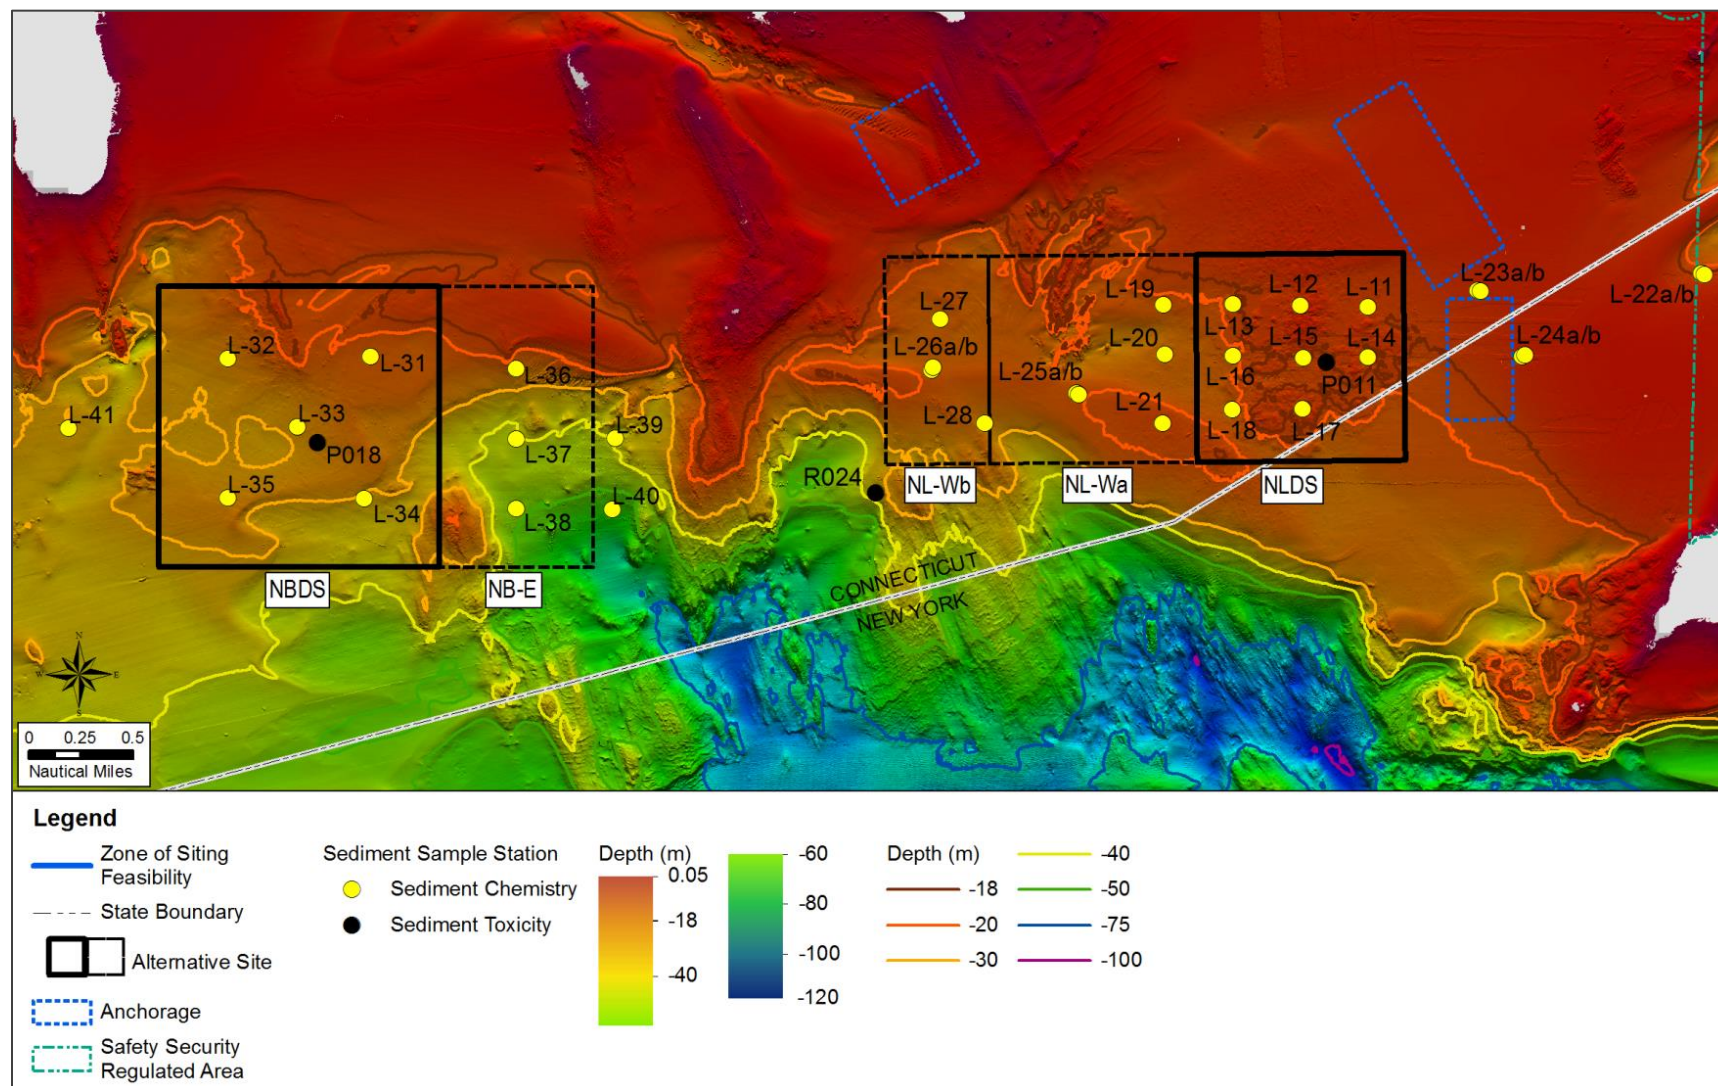 L-23a/b
L-22a/b
L-12
L-11
L-19
L-27
L-13
L-24a/b
L-20
L-15
L-14
L-32
L-31
L-26a/b
L-36
L-25a/b
L-16
P011
L-41
L-33
L-28
L-21
L-18
L-17
L-39
P018
L-37
R024
NL-Wb
NL-Wa
NLDS
L-35
L-34
L-38
L-40
NBDS
NB-E
CONNECTICUT
NEW YORK
N
W
E
S
0 0.25 0.5
Nautical Miles
Legend
Zone of Siting
Feasibility
State Boundary
Alternative Site
Anchorage
Safety Security
Regulated Area
Sediment Sample Station
Sediment Chemistry
Sediment Toxicity
Depth (m)
0.05
-18
-40
-60
-80
-100
-120
Depth (m)
-18
-20
-30
-40
-50
-75
-100